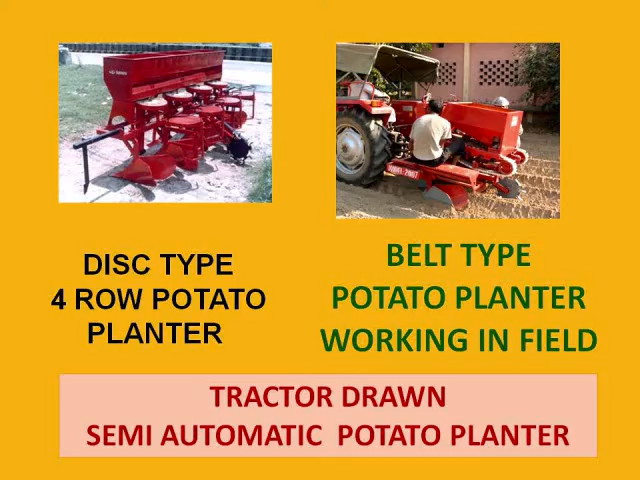 DISC TYPE
4 ROW POTATO
PLANTER
BELT TYPE
POTATO PLANTER
WORKING IN FIELD
TRACTOR DRAWN
SEMI AUTOMATIC POTATO PLANTER